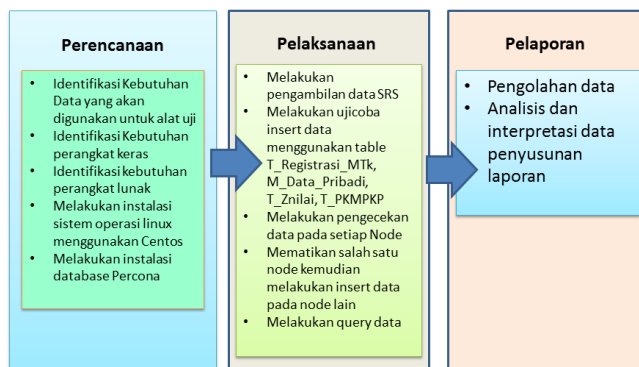 Perencanaan
• Identifikasi Kebutuhan
Data yang akan
digunakan untuk alat uji
• Identifikasi Kebutuhan
perangkat keras
• Identifikasi kebutuhan
perangkat lunak
• Melakukan instalasi
sistem operasi linux
menggunakan Centos
• Melakukan instalasi
database Percona
Pelaksanaan
• Melakukan
pengambilan data SRS
• Melakukan ujicoba
insert data
menggunakan table
T_Registrasi_MTk,
M_Data_Pribadi,
T_Znilai, T_PKMPKP
• Melakukan pengecekan
data pada setiap Node
• Mematikan salah satu
node kemudian
melakukan insert data
pada node lain
• Melakukan query data
Pelaporan
• Pengolahan data
• Analisis dan
interpretasi data
penyusunan
laporan